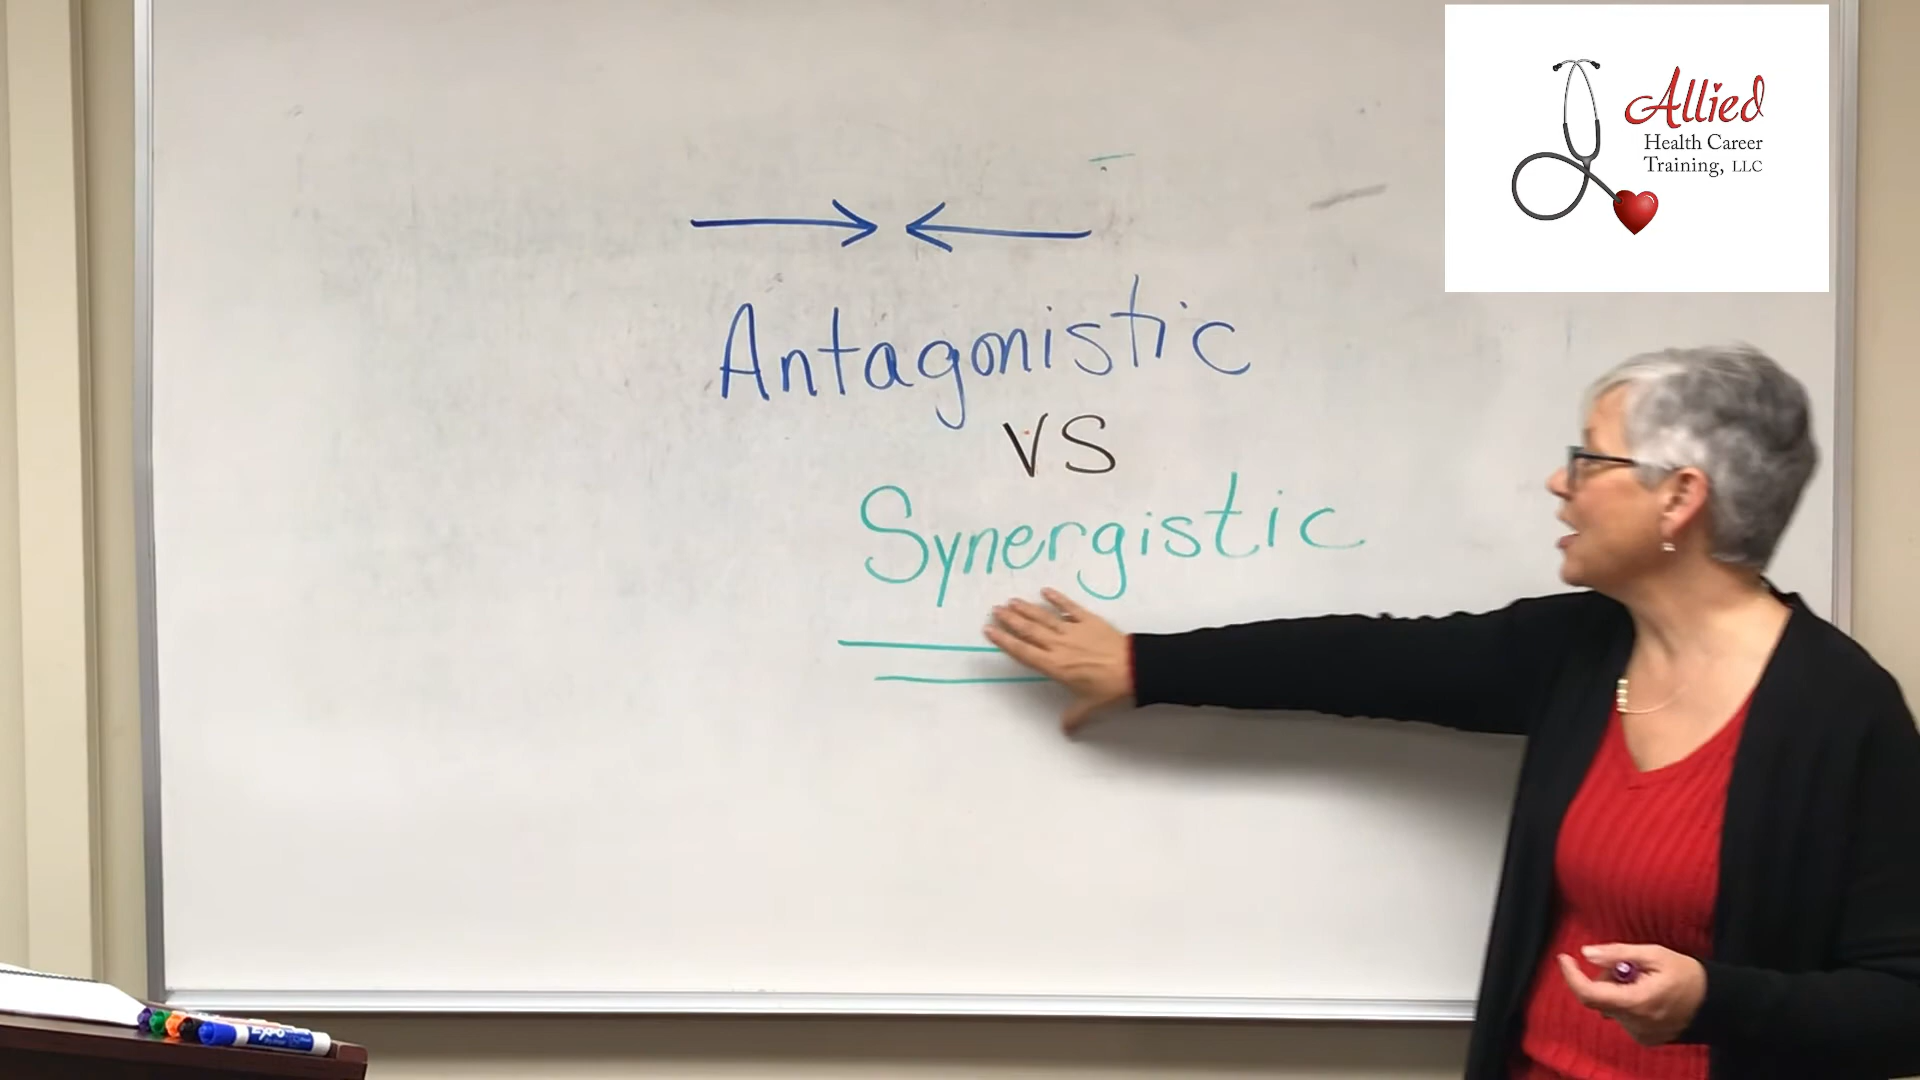 Allied
Health Career
Training, LLC
Antagonistic
VS
Synergistic